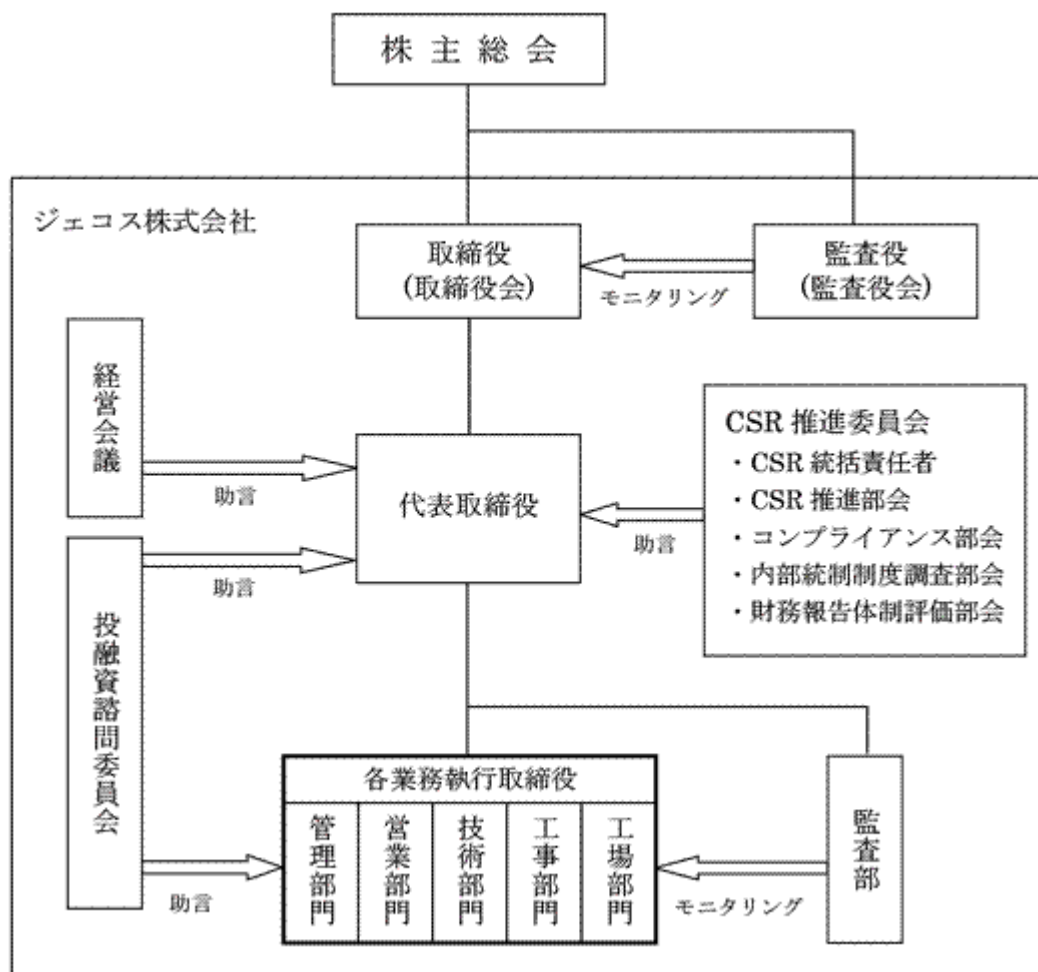 株主総会
ジェコス株式会社
取締役
(取締役会)
モニタリング
監査役
(監査役会)
経営会議
助言
代表取締役
助言
CSR 推進委員会
・CSR 統括責任者
・CSR 推進部会
・コンプライアンス部会
・内部統制制度調査部会
・財務報告体制評価部会
投融資諮問委員会
助言
助言
各業務執行取締役
管理部門
営業部門
技術部門
工事部門
工場部門
モニタリング
監査部